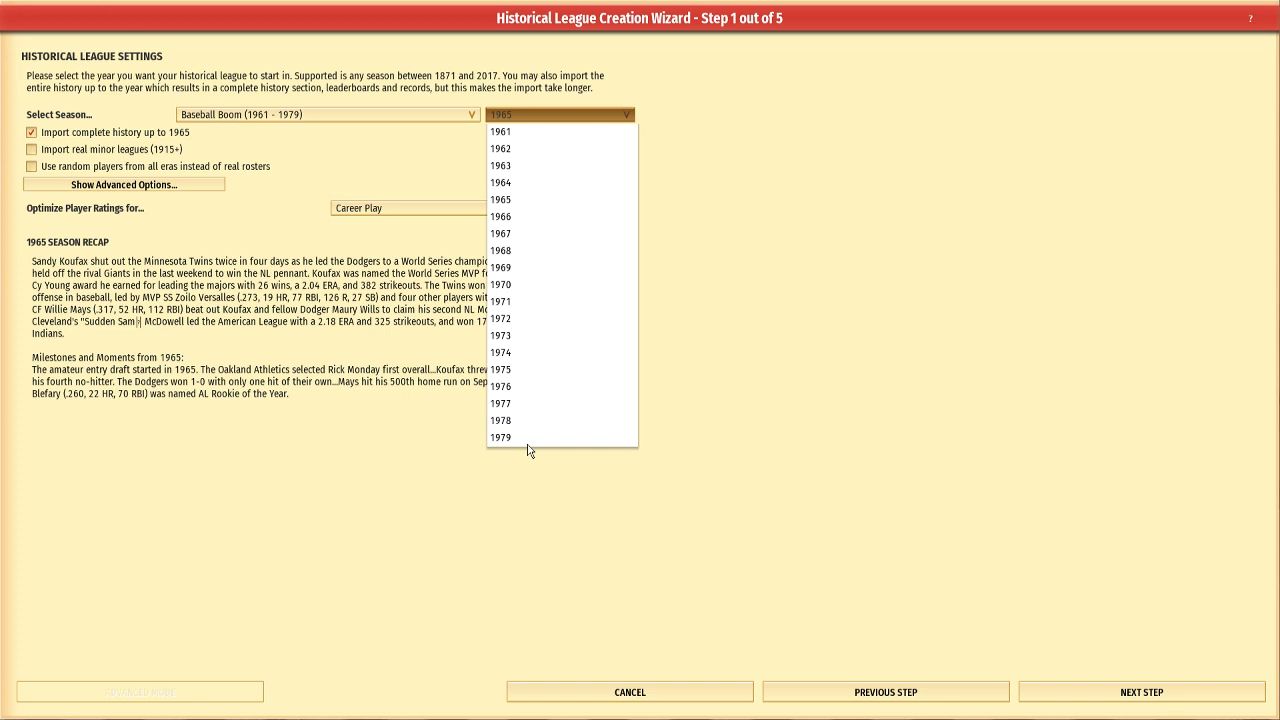 Historical League Creation Wizard - Step 1 out of 5
?
HISTORICAL LEAGUE SETTINGS
Please select the year you want your historical league to start in. Supported is any season between 1871 and 2017. You may also import the
entire history up to the year which results in a complete history section, leaderboards and records, but this makes the import take longer.
Select Season...
Baseball Boom (1961 - 1979)
1965
Import complete history up to 1965
Import real minor leagues (1915+)
Use random players from all eras instead of real rosters
Show Advanced Options...
Optimize Player Ratings for...
Career Play
1961
1962
1963
1964
1965
1966
1967
1968
1969
1970
1971
1972
1973
1974
1975
1976
1977
1978
1979
1965 SEASON RECAP
Sandy Koufax shut out the Minnesota Twins twice in four days as he led the Dodgers to a World Series champi
held off the rival Giants in the last weekend to win the NL pennant. Koufax was named the World Series MVP f
Cy Young award he earned for leading the majors with 26 wins, a 2.04 ERA, and 382 strikeouts. The Twins won
offense in baseball, led by MVP SS Zoilo Versalles (.273, 19 HR, 77 RBI, 126 R, 27 SB) and four other players wit
CF Willie Mays (.317, 52 HR, 112 RBI) beat out Koufax and fellow Dodger Maury Wills to claim his second NL M
Cleveland's "Sudden Sam McDowell led the American League with a 2.18 ERA and 325 strikeouts, and won 17
Indians.
Milestones and Moments from 1965:
The amateur entry draft started in 1965. The Oakland Athletics selected Rick Monday first overall...Koufax threw
his fourth no-hitter. The Dodgers won 1-0 with only one hit of their own...Mays hit his 500th home run on Sep
Blefary (.260, 22 HR, 70 RBI) was named AL Rookie of the Year.
ADVANCED MODE
CANCEL
PREVIOUS STEP
NEXT STEP